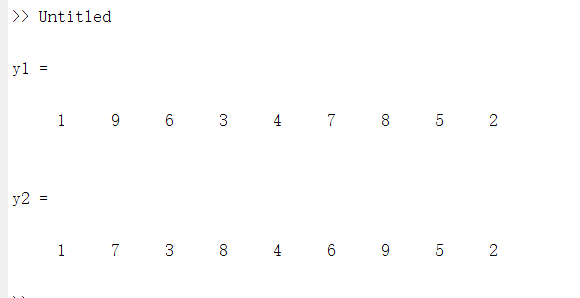 >> Untitled
y1 =
1 9 6 3 4 7 8 5 2
y2 =
1 7 3 8 4 6 9 5 2